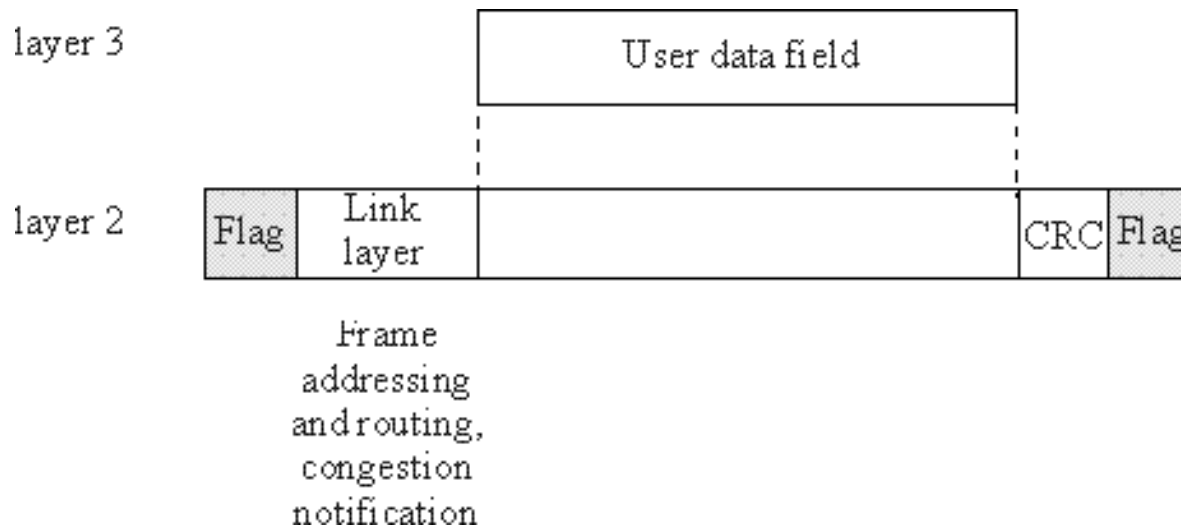 layer 3
User data field
layer 2
Flag
Link
layer
CRC
Flag
Frame
addressing
and routing,
congestion
notification